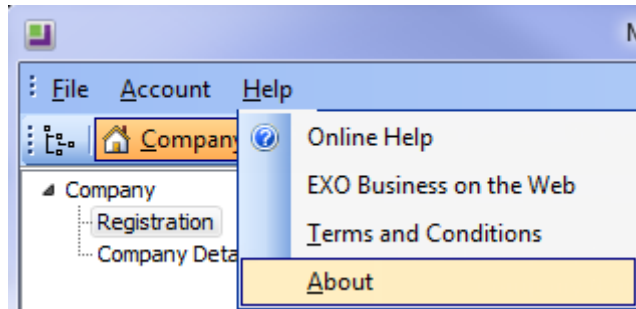 File Account Help
Company
Online Help
EXO Business on the Web
Terms and Conditions
About
Company
Registration
Company Deta